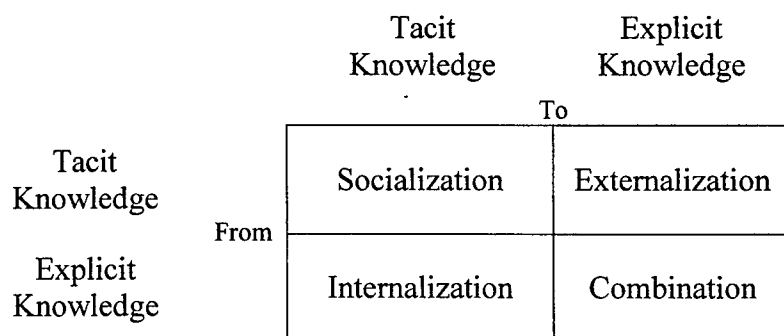 Tacit Explicit
Knowledge Knowledge
To
Tacit
Knowledge
Socialization Externalization
From
Explicit
Knowledge
Internalization Combination